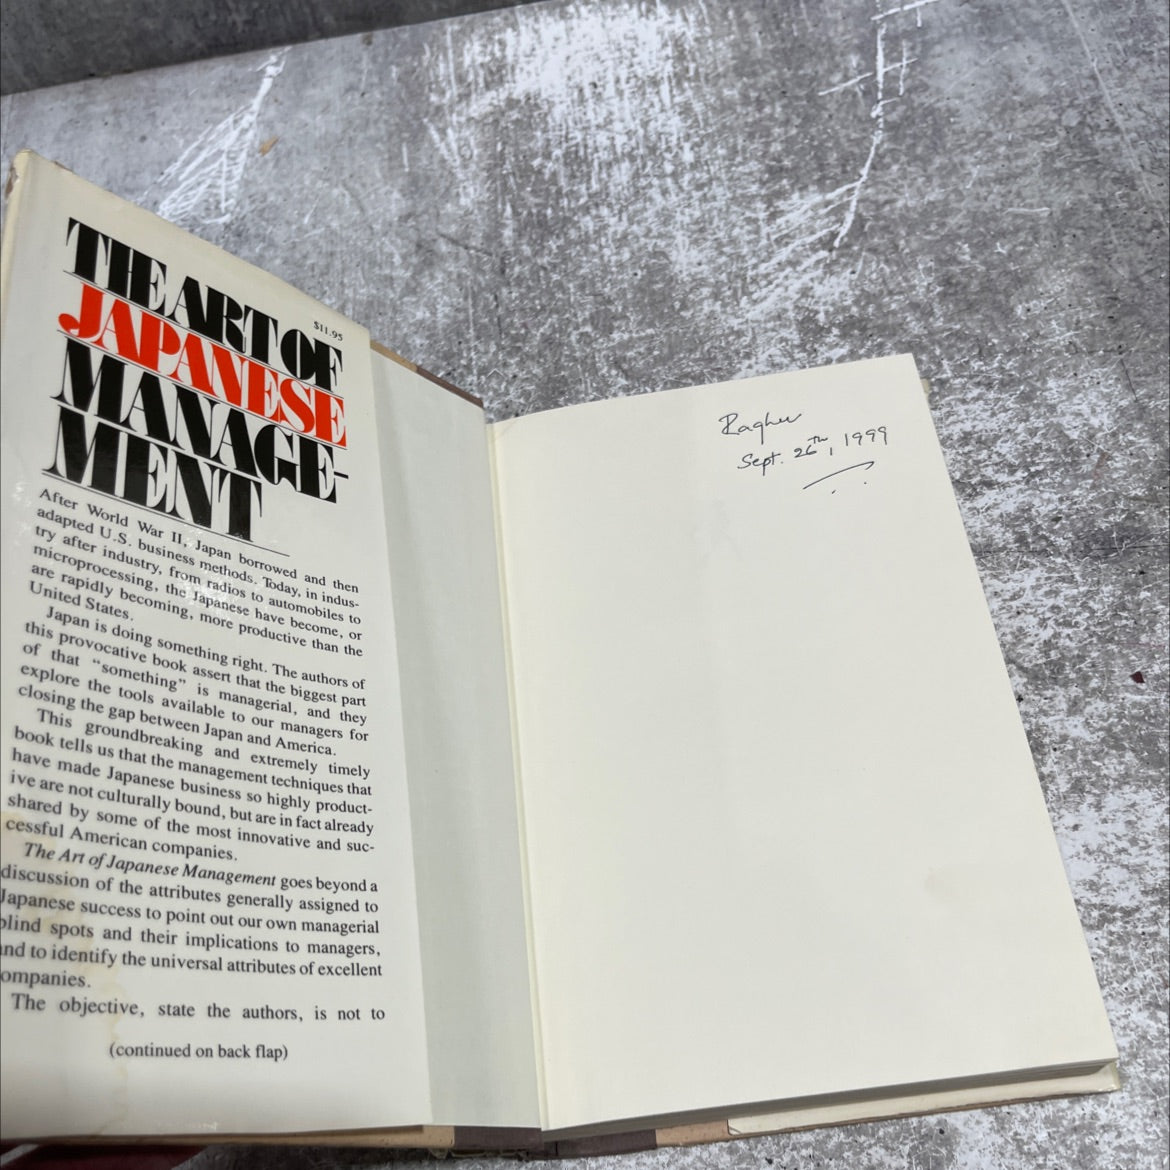 $11.95
THE ART OF
JAPANESE
MANAGE-
MENT
After World War II, Japan borrowed and then
adapted U.S. business methods. Today, in indus-
try after industry, from radios to automobiles to
microprocessing, the Japanese have become, or
are rapidly becoming, more productive than the
United States.
Japan is doing something right. The authors of
this provocative book assert that the biggest part
of that “something” is managerial, and they
explore the tools available to our managers for
closing the gap between Japan and America.
This groundbreaking and extremely timely
book tells us that the management techniques that
have made Japanese business so highly product-
ive are not culturally bound, but are in fact already
shared by some of the most innovative and suc-
cessful American companies.
The Art of Japanese Management goes beyond a
discussion of the attributes generally assigned to
Japanese success to point out our own managerial
blind spots and their implications to managers,
and to identify the universal attributes of excellent
ompanies.
The objective, state the authors, is not to
(continued on back flap)
Raghu
Sept. 26th, 1999